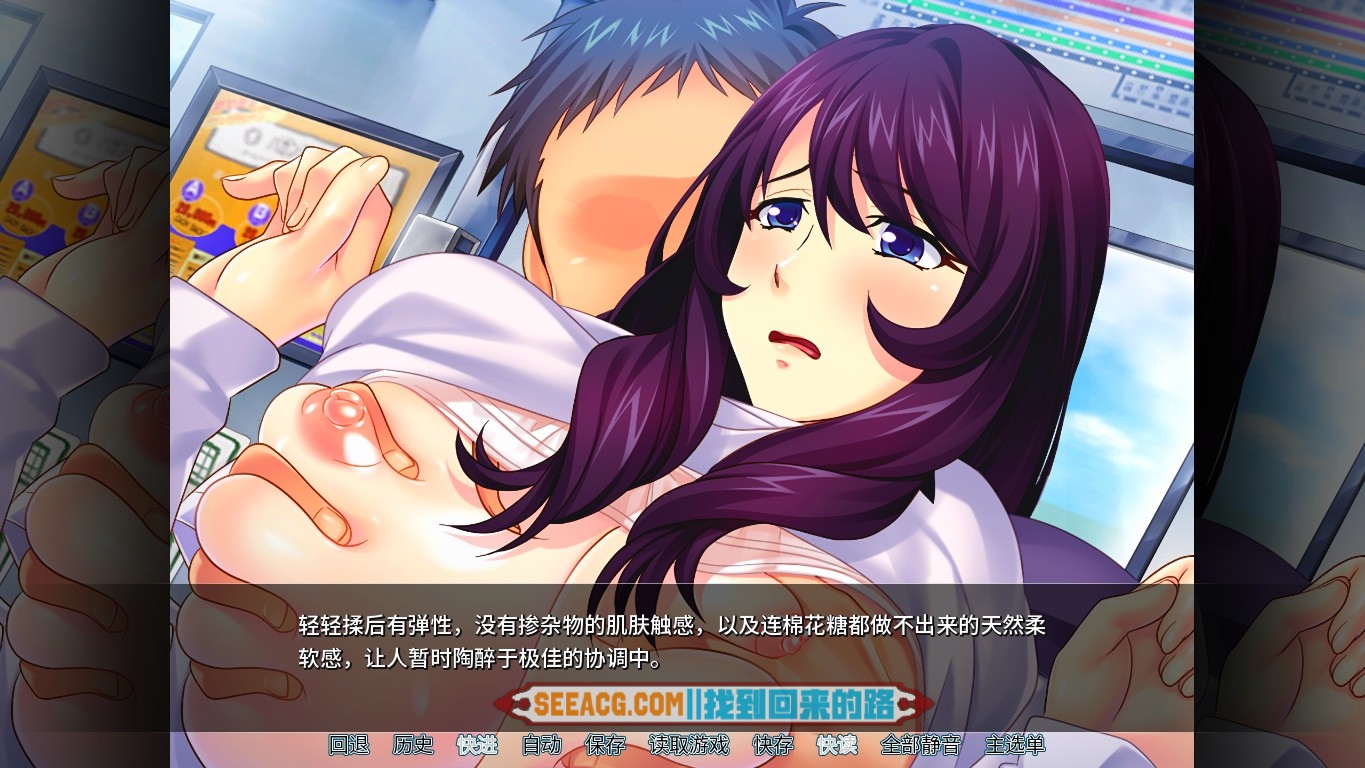 轻轻揉后有弹性，没有掺杂物的肌肤触感，以及连棉花糖都做不出来的天然柔
软感，让人暂时陶醉于极佳的协调中。
SEEACG.COM||找到回来的路
回退 历史 快进 自动 保存 读取游戏 快存 快读 全部静音 主选单